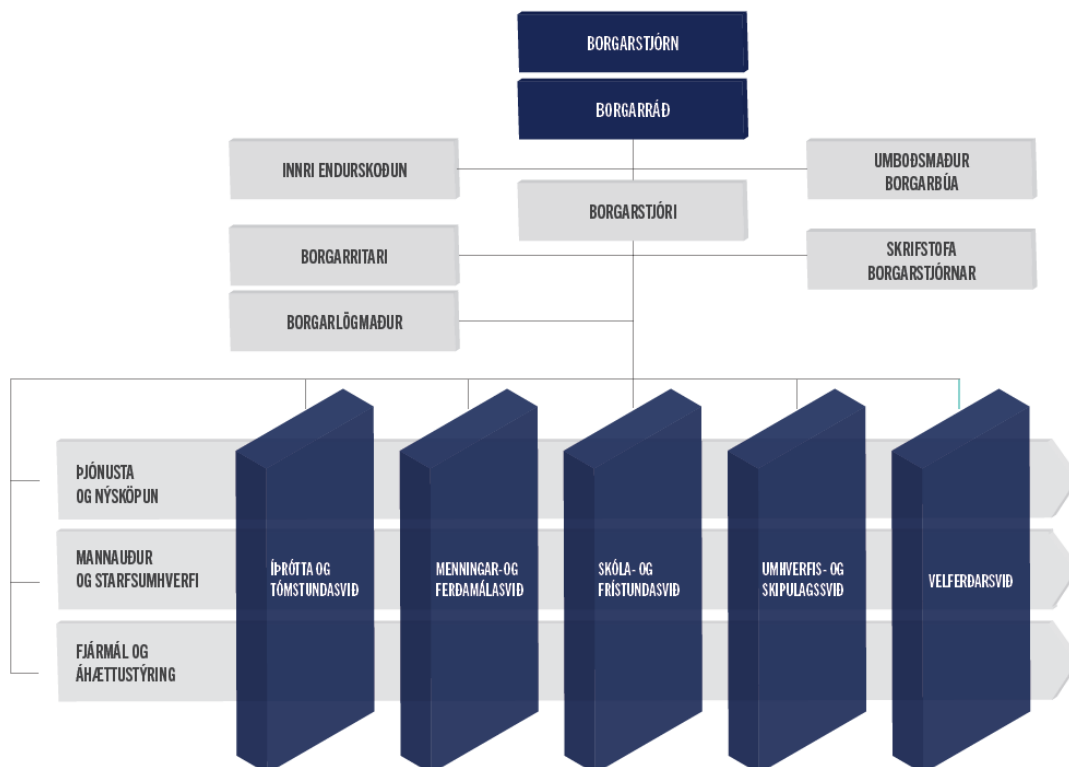 BORGARSTJÓRN
BORGARRÁÐ
INNRI ENDURSKOÐUN
UMBOÐSMAÐUR
BORGARBÚA
BORGARSTJÓRI
BORGARRITARI
SKRIFSTOFA
BORGARSTJÓRNAR
BORGARLÖGMAÐUR
ÞJÓNUSTA
OG NÝSKÖPUN
MANNAUÐUR
OG STARFSUMHVERFI
FJÁRMÁL OG
ÁHÆTTUSTÝRING
ÍÞRÓTTA OG
TÓMSTUNDASVIÐ
MENNINGAR- OG
FERÐAMÁLASVIÐ
SKÓLA- OG
FRÍSTUNDASVIÐ
UMHVERFIS- OG
SKIPULAGSSVIÐ
VELFERÐARSVIÐ